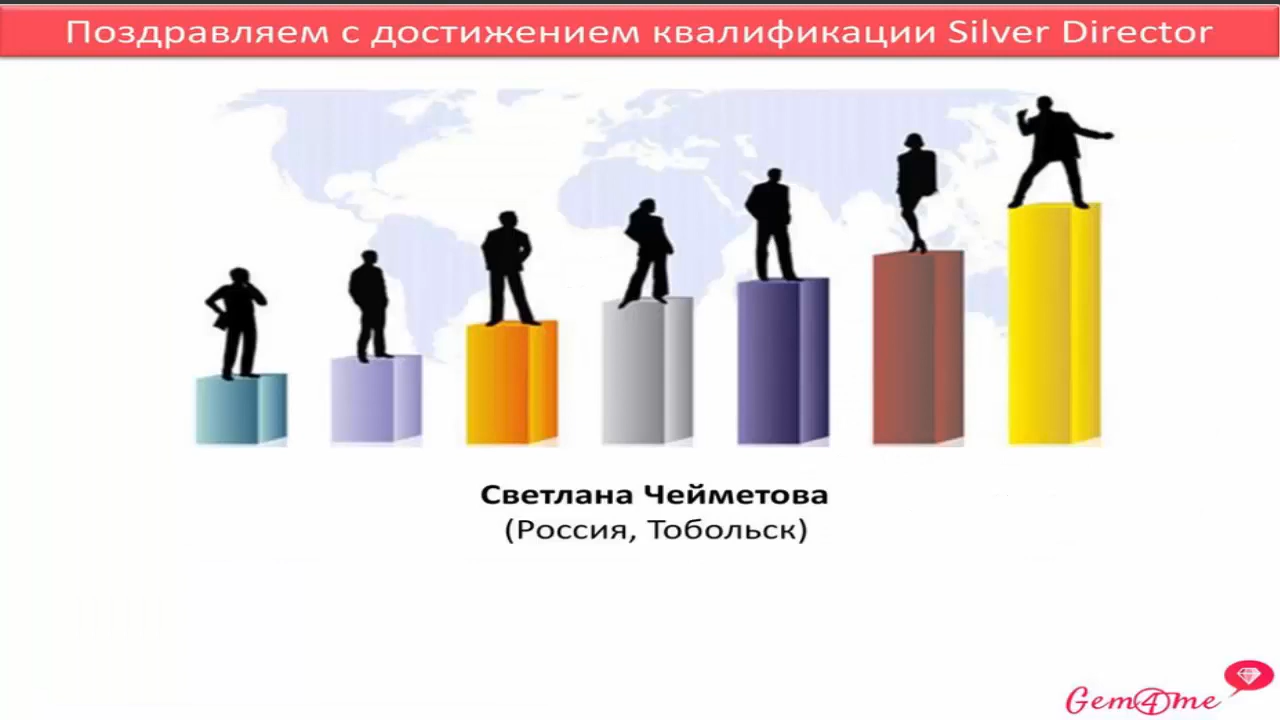 Поздравляем с достижением квалификации Silver Director
Светлана Чейметова
(Россия, Тобольск)
Gem4me